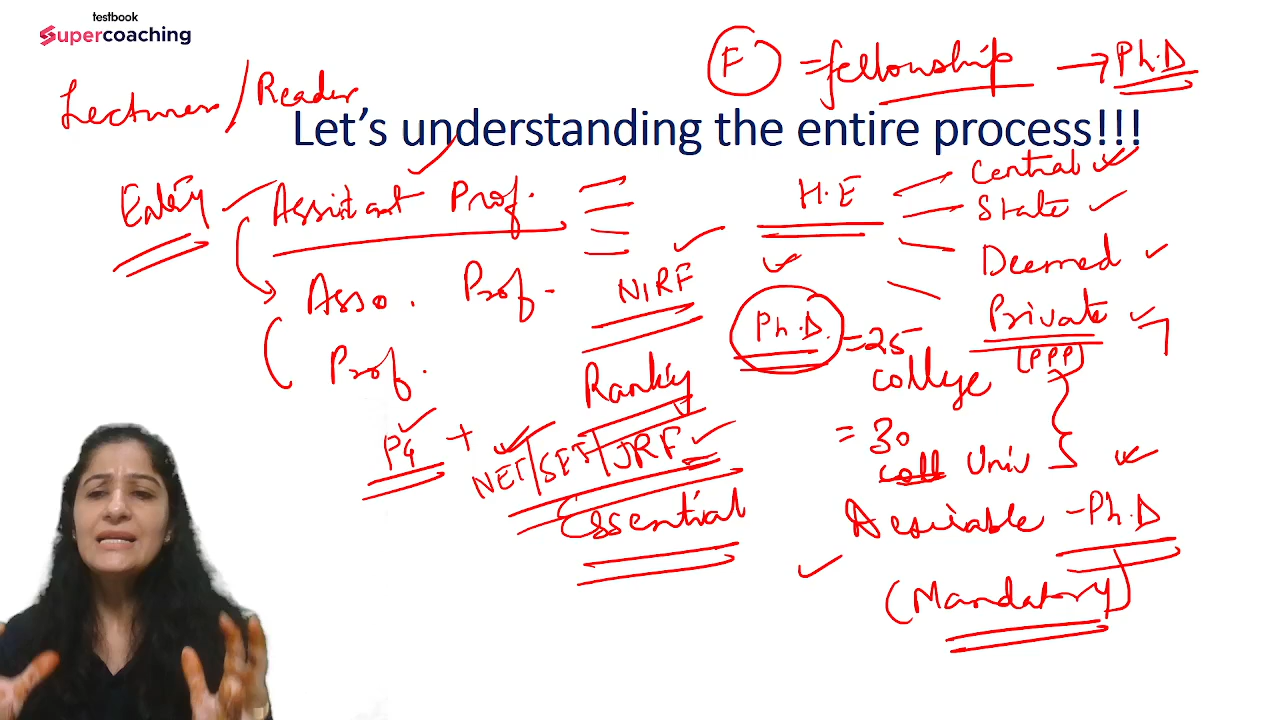 testbook
Supercoaching
F = fellowship → Ph.D
Lecturer / Reader
Let's understanding the entire process!!!
Entry Assistant Prof.
Asso. Prof.
Prof.
H.E
Central
State
Deemed
Private
(PPP)
NIRF
Ranking
Ph.D. = 25
college
= 30
coll Univ
PG + NET/SET/JRF
Essential
Desirable - Ph.D
(Mandatory)